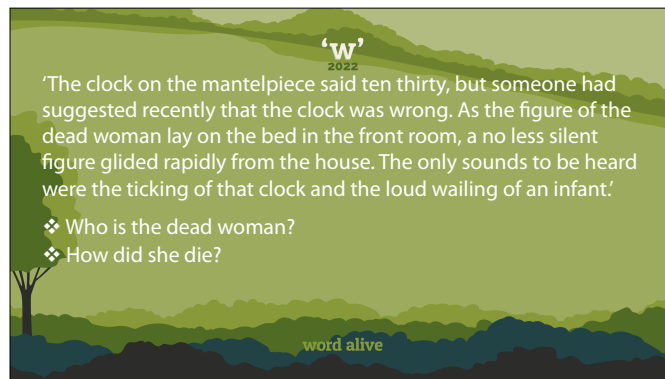 ‘w’
2022
‘The clock on the mantelpiece said ten thirty, but someone had
suggested recently that the clock was wrong. As the figure of the
dead woman lay on the bed in the front room, a no less silent
figure glided rapidly from the house. The only sounds to be heard
were the ticking of that clock and the loud wailing of an infant.’
❖ Who is the dead woman?
❖ How did she die?
word alive